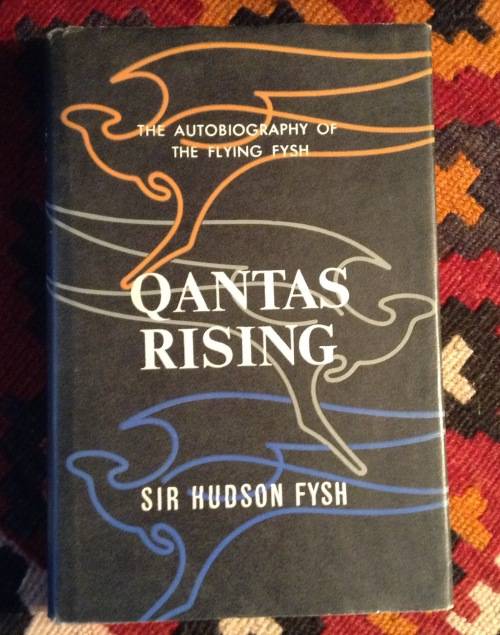 THE AUTOBIOGRAPHY OF
THE FLYING FYSH
QANTAS
RISING
SIR HUDSON FYSH